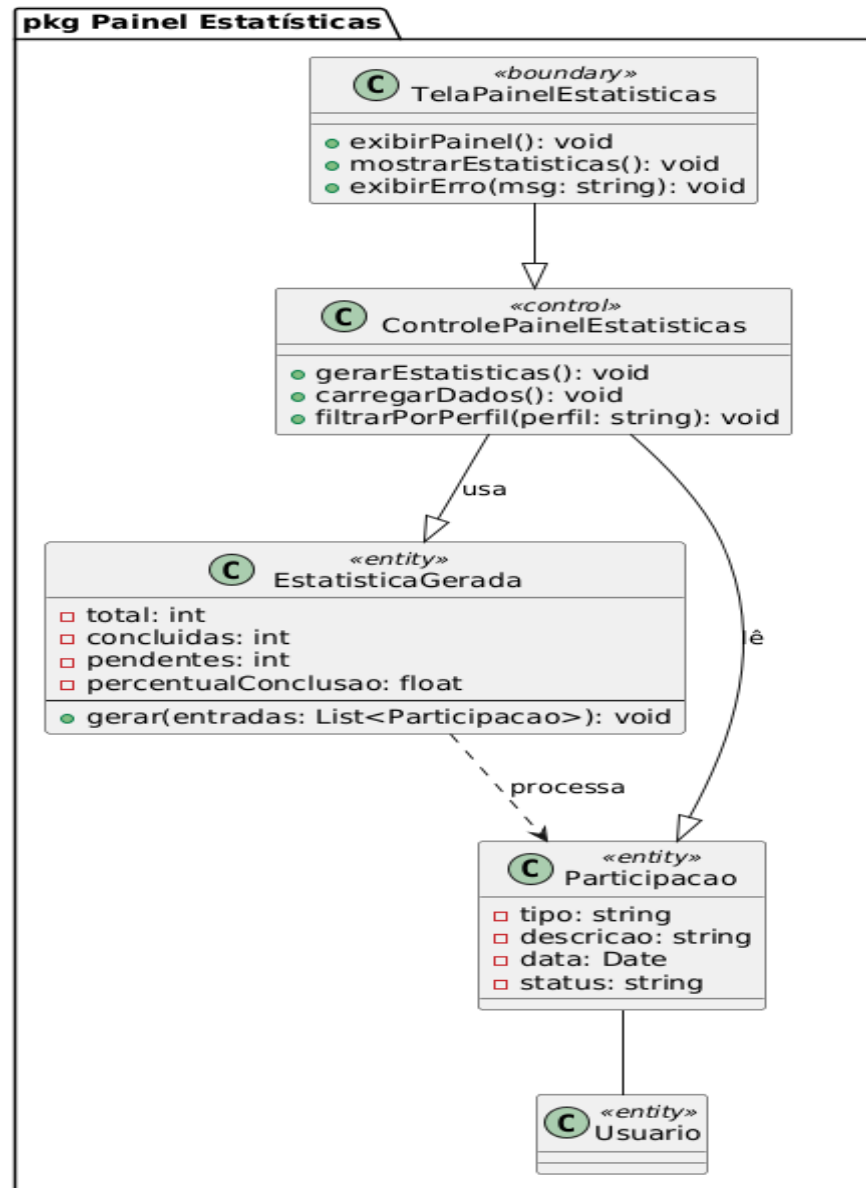 pkg Painel Estatísticas
C
«boundary»
TelaPainelEstatisticas
exibirPainel(): void
mostrarEstatisticas(): void
exibirErro(msg: string): void
C
«control»
ControlePainelEstatisticas
gerarEstatisticas(): void
carregarDados(): void
filtrarPorPerfil(perfil: string): void
usa
lê
C
«entity»
EstatisticaGerada
total: int
concluidas: int
pendentes: int
percentualConclusao: float
gerar(entradas: List<Participacao>): void
processa
C
«entity»
Participacao
tipo: string
descricao: string
data: Date
status: string
C
«entity»
Usuario